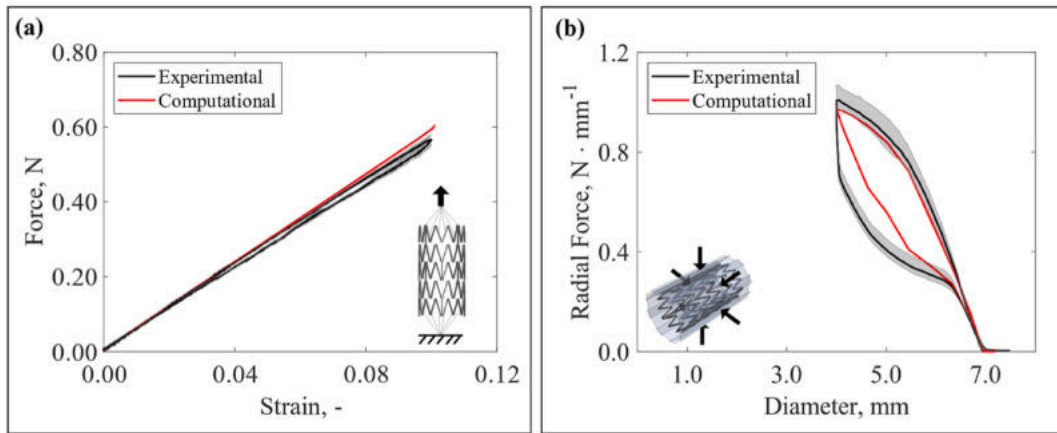 (a)
0.80
0.60
0.40
0.20
0.00
Force, N
Experimental
Computational
0.00
0.04
0.08
0.12
Strain, -
(b)
1.2
0.8
0.4
0.0
Radial Force, N · mm⁻¹
Experimental
Computational
1.0
3.0
5.0
7.0
Diameter, mm